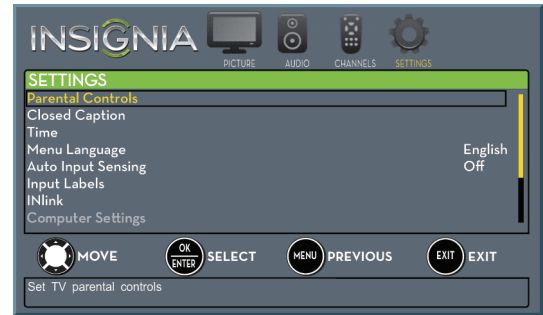 INSIGNIA
PICTURE AUDIO CHANNELS SETTINGS
SETTINGS
Parental Controls
Closed Caption
Time
Menu Language English
Auto Input Sensing Off
Input Labels
INlink
Computer Settings
MOVE OK ENTER SELECT MENU PREVIOUS EXIT EXIT
Set TV parental controls